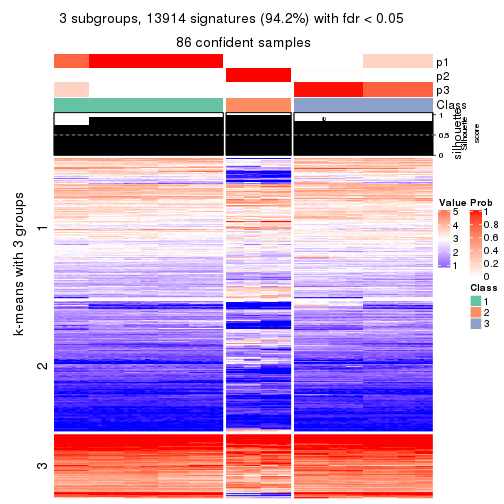 3 subgroups, 13914 signatures (94.2%) with fdr < 0.05
86 confident samples
p1
p2
p3
Class
1
0.5
0
silhouette
Silhouette
score
p
k-means with 3 groups
1
2
3
Value
5
4
3
2
1
Prob
1
0.8
0.6
0.4
0.2
0
Class
1
2
3